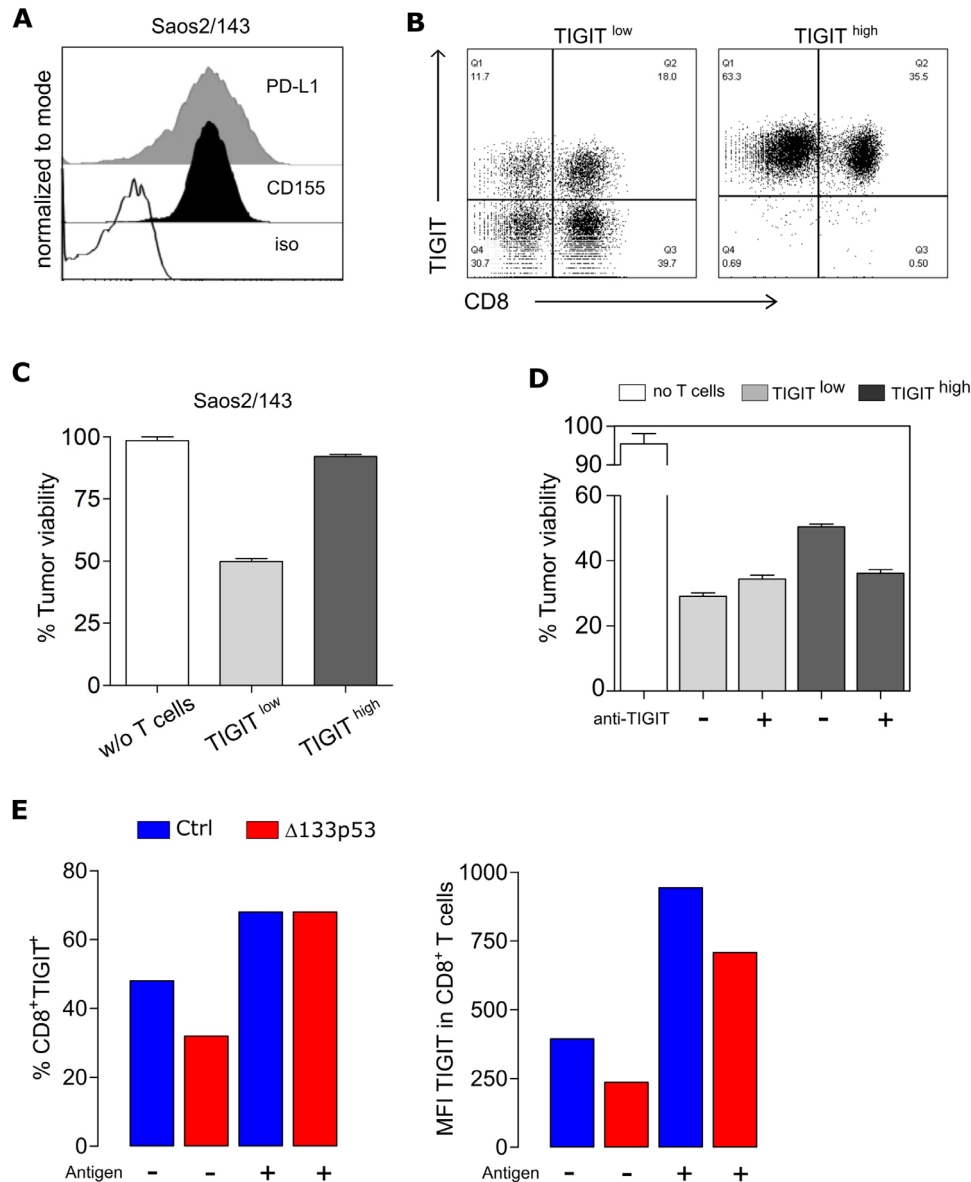 A
Saos2/143
normalized to mode
PD-L1
CD155
iso
B
TIGIT low
TIGIT high
Q1
11.7
Q2
18.0
Q4
30.7
Q3
39.7
Q1
63.3
Q2
35.5
Q4
0.69
Q3
0.50
TIGIT
CD8
C
Saos2/143
% Tumor viability
100
75
50
25
0
w/o T cells
TIGIT low
TIGIT high
D
no T cells
TIGIT low
TIGIT high
% Tumor viability
100
90
60
40
20
0
anti-TIGIT - + - +
E
Ctrl
Δ133p53
% CD8+TIGIT+
80
60
40
20
0
Antigen - - + +
MFI TIGIT in CD8+ T cells
1000
750
500
250
0
Antigen - - + +